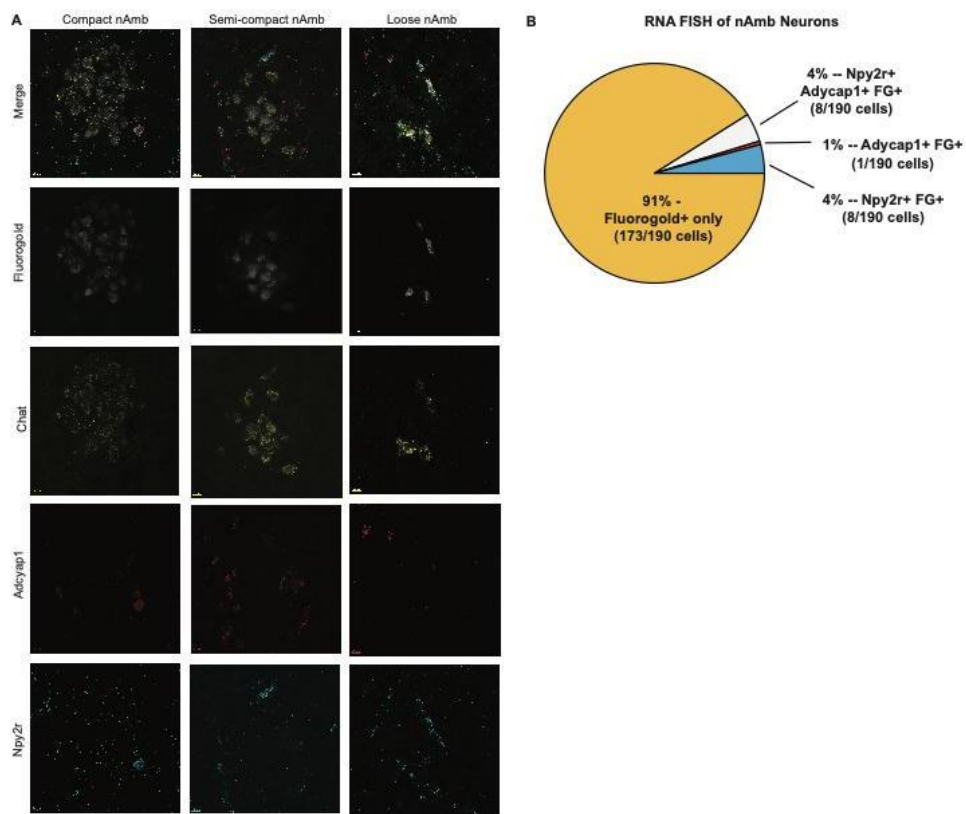 A
Compact nAmb
Semi-compact nAmb
Loose nAmb
Merge
Fluorogold
Chat
Adcyap1
Npy2r
B
RNA FISH of nAmb Neurons
4% -- Npy2r+
Adycap1+ FG+
(8/190 cells)
1% -- Adycap1+ FG+
(1/190 cells)
4% -- Npy2r+ FG+
(8/190 cells)
91% -
Fluorogold+ only
(173/190 cells)